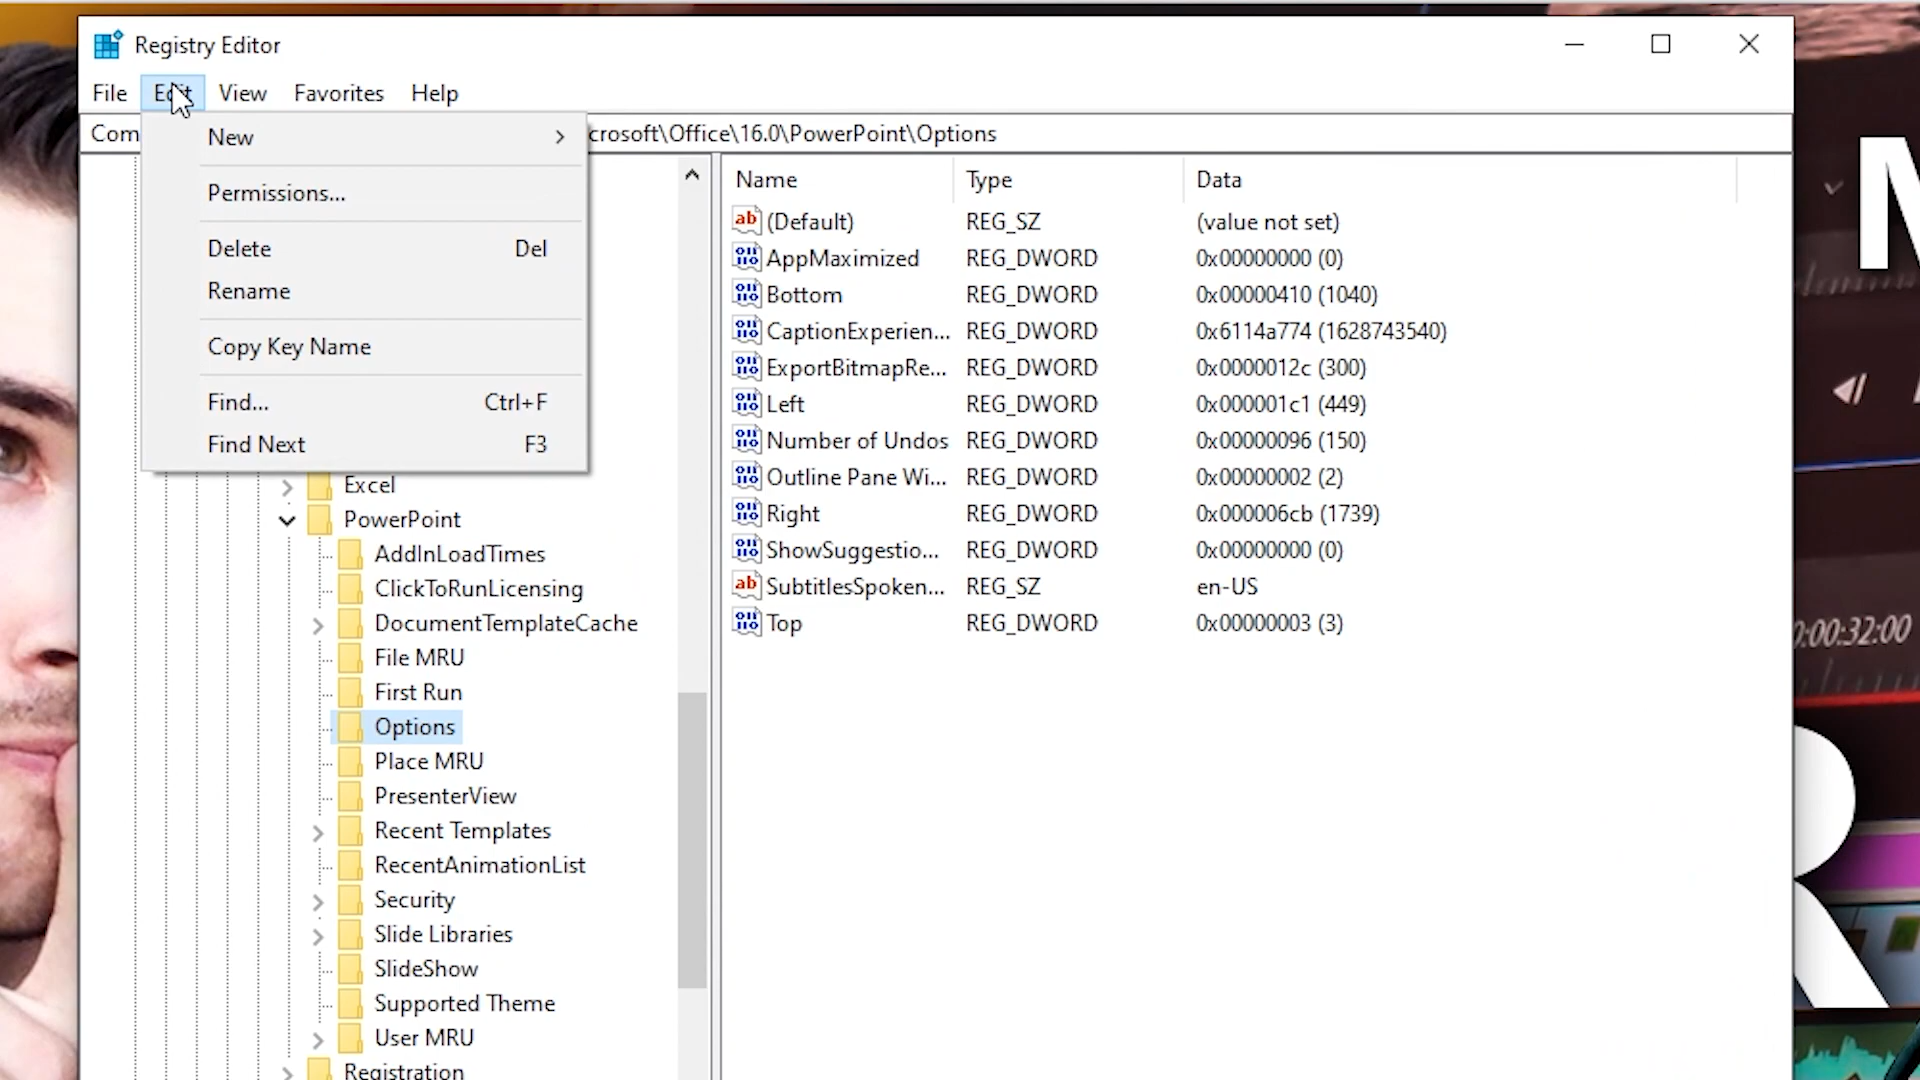 Registry Editor
File Edit View Favorites Help
Com crosoft\Office\16.0\PowerPoint\Options
New
Permissions...
Delete Del
Rename
Copy Key Name
Find... Ctrl+F
Find Next F3
Excel
PowerPoint
AddInLoadTimes
ClickToRunLicensing
DocumentTemplateCache
File MRU
First Run
Options
Place MRU
PresenterView
Recent Templates
RecentAnimationList
Security
Slide Libraries
SlideShow
Supported Theme
User MRU
Registration
Name Type Data
(Default) REG_SZ (value not set)
AppMaximized REG_DWORD 0x00000000 (0)
Bottom REG_DWORD 0x00000410 (1040)
CaptionExperien... REG_DWORD 0x6114a774 (1628743540)
ExportBitmapRe... REG_DWORD 0x0000012c (300)
Left REG_DWORD 0x000001c1 (449)
Number of Undos REG_DWORD 0x00000096 (150)
Outline Pane Wi... REG_DWORD 0x00000002 (2)
Right REG_DWORD 0x000006cb (1739)
ShowSuggestio... REG_DWORD 0x00000000 (0)
SubtitlesSpoken... REG_SZ en-US
Top REG_DWORD 0x00000003 (3)
0:00:32:00
R